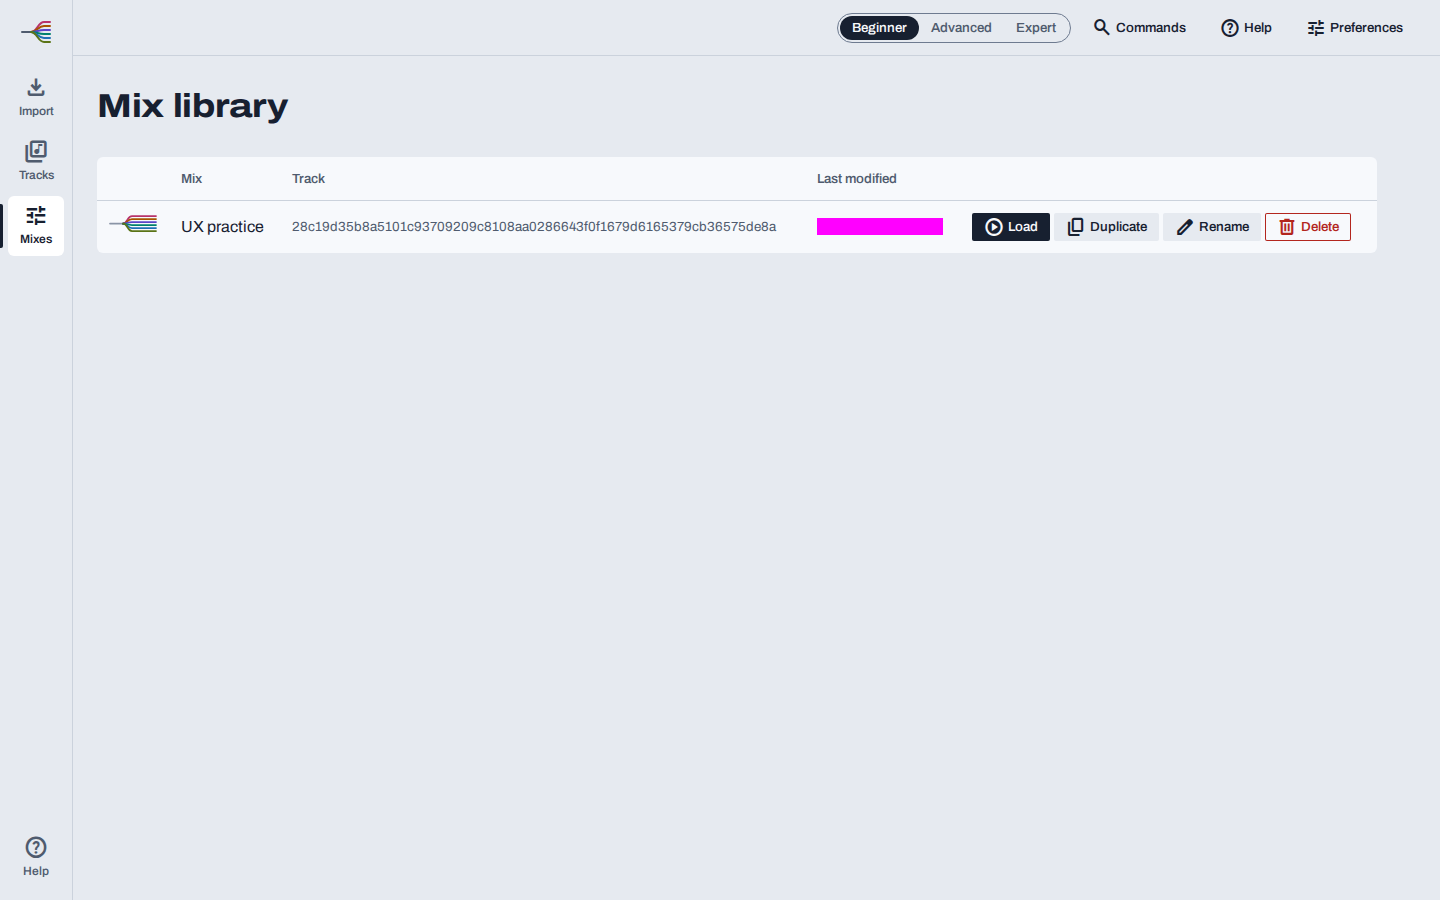 Beginner Advanced Expert Commands Help Preferences
Import
Tracks
Mixes
Help
Mix library
Mix Track Last modified
UX practice 28c19d35b8a5101c93709209c8108aa0286643f0f1679d6165379cb36575de8a Load Duplicate Rename Delete